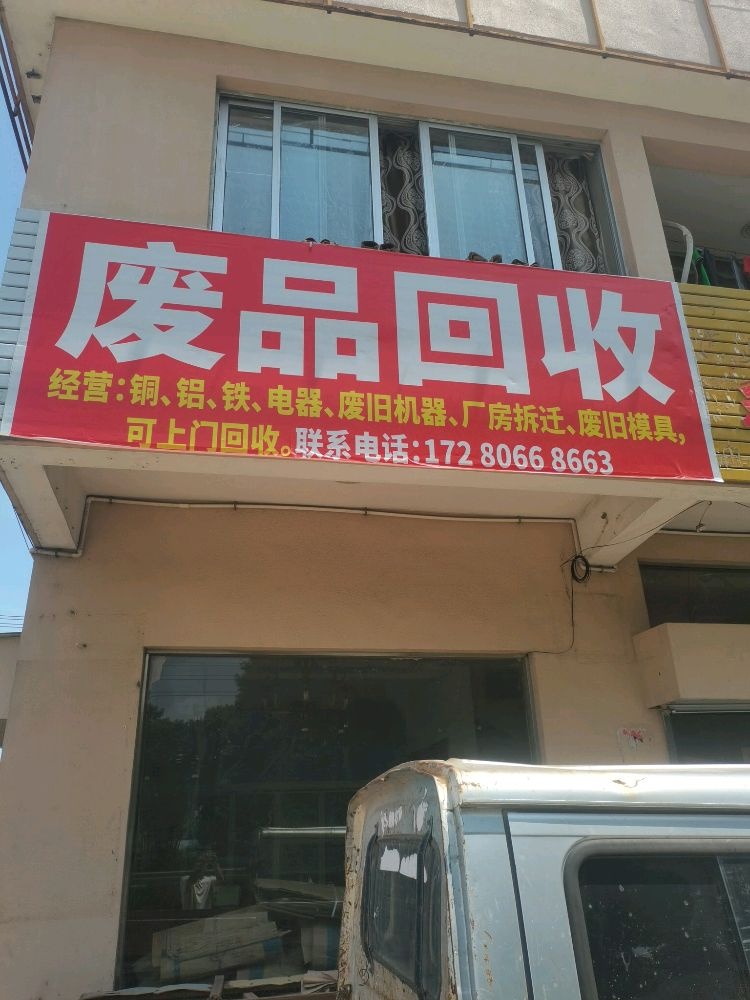 废品回收
经营:铜、铝、铁、电器、废旧机器、厂房拆迁、废旧模具,
可上门回收。联系电话:172 8066 8663